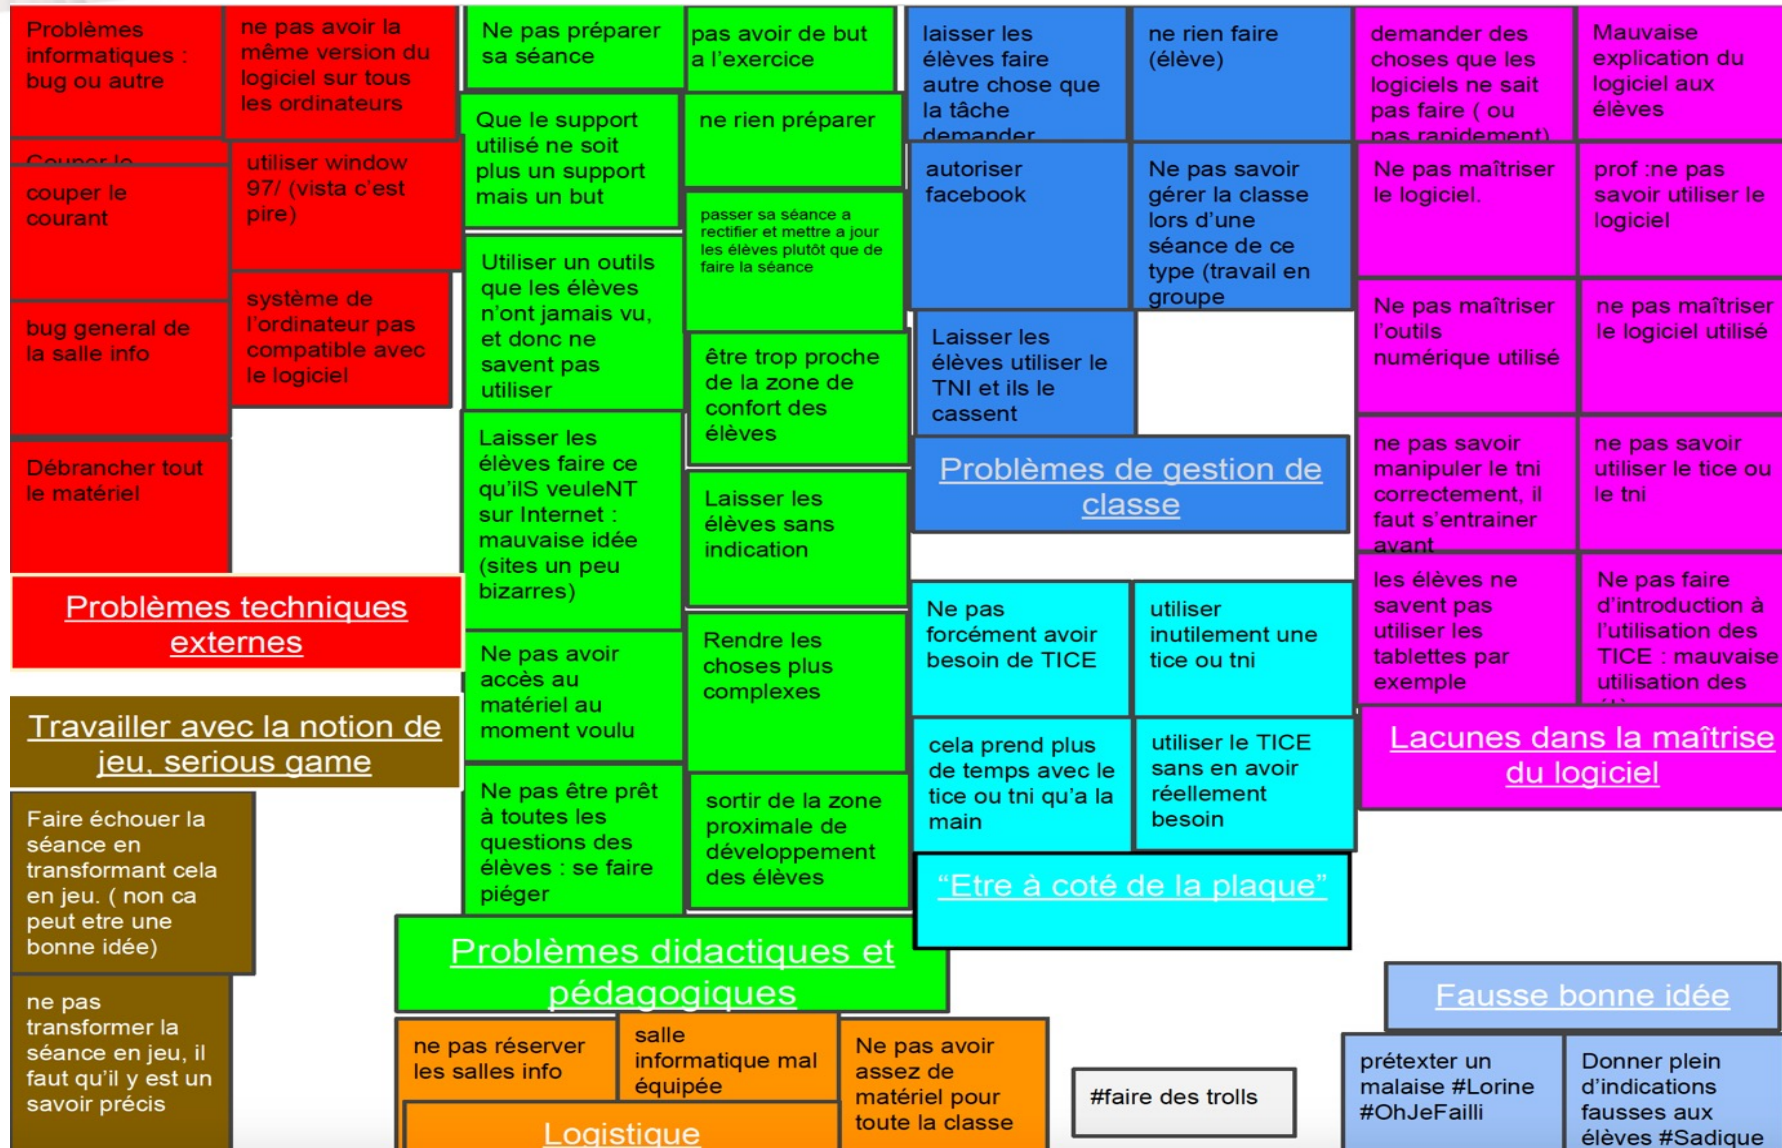 Problèmes
informatiques :
bug ou autre
ne pas avoir la
même version du
logiciel sur tous
les ordinateurs
Couper le
couper le
courant
utiliser window
97/ (vista c'est
pire)
bug general de
la salle info
système de
l'ordinateur pas
compatible avec
le logiciel
Débrancher tout
le matériel
Problèmes techniques
externes
Travailler avec la notion de
jeu, serious game
Faire échouer la
séance en
transformant cela
en jeu. ( non ca
peut etre une
bonne idée)
ne pas
transformer la
séance en jeu, il
faut qu'il y est un
savoir précis
Ne pas préparer
sa séance
pas avoir de but
a l'exercice
Que le support
utilisé ne soit
plus un support
mais un but
ne rien préparer
passer sa séance a
rectifier et mettre a jour
les élèves plutôt que de
faire la séance
Utiliser un outils
que les élèves
n'ont jamais vu,
et donc ne
savent pas
utiliser
être trop proche
de la zone de
confort des
élèves
Laisser les
élèves faire ce
qu'ilS veuleNT
sur Internet :
mauvaise idée
(sites un peu
bizarres)
Laisser les
élèves sans
indication
Ne pas avoir
accès au
matériel au
moment voulu
Rendre les
choses plus
complexes
Ne pas être prêt
à toutes les
questions des
élèves : se faire
piéger
sortir de la zone
proximale de
développement
des élèves
Problèmes didactiques et
pédagogiques
ne pas réserver
les salles info
salle
informatique mal
équipée
Ne pas avoir
assez de
matériel pour
toute la classe
Logistique
laisser les
élèves faire
autre chose que
la tâche
demander
ne rien faire
(élève)
autoriser
facebook
Ne pas savoir
gérer la classe
lors d'une
séance de ce
type (travail en
groupe
Laisser les
élèves utiliser le
TNI et ils le
cassent
Problèmes de gestion de
classe
Ne pas
forcément avoir
besoin de TICE
utiliser
inutilement une
tice ou tni
cela prend plus
de temps avec le
tice ou tni qu'a la
main
utiliser le TICE
sans en avoir
réellement
besoin
“Etre à coté de la plaque”
#faire des trolls
demander des
choses que les
logiciels ne sait
pas faire ( ou
pas rapidement)
Mauvaise
explication du
logiciel aux
élèves
Ne pas maîtriser
le logiciel.
prof :ne pas
savoir utiliser le
logiciel
Ne pas maîtriser
l'outils
numérique utilisé
ne pas maîtriser
le logiciel utilisé
ne pas savoir
manipuler le tni
correctement, il
faut s'entrainer
avant
ne pas savoir
utiliser le tice ou
le tni
les élèves ne
savent pas
utiliser les
tablettes par
exemple
Ne pas faire
d'introduction à
l'utilisation des
TICE : mauvaise
utilisation des
Lacunes dans la maîtrise
du logiciel
Fausse bonne idée
prétexter un
malaise #Lorine
#OhJeFailli
Donner plein
d'indications
fausses aux
élèves #Sadique